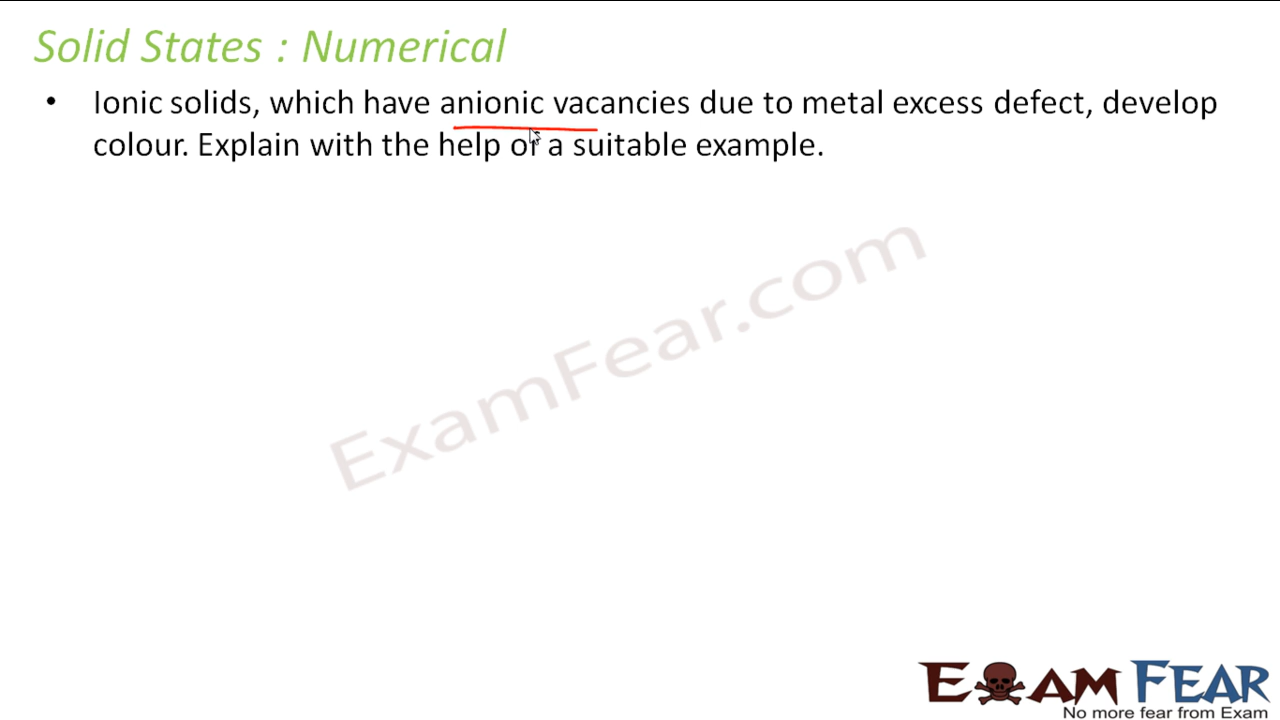 Solid States : Numerical
• Ionic solids, which have anionic vacancies due to metal excess defect, develop
colour. Explain with the help of a suitable example.
ExamFear.com
EXAM FEAR
No more fear from Exam